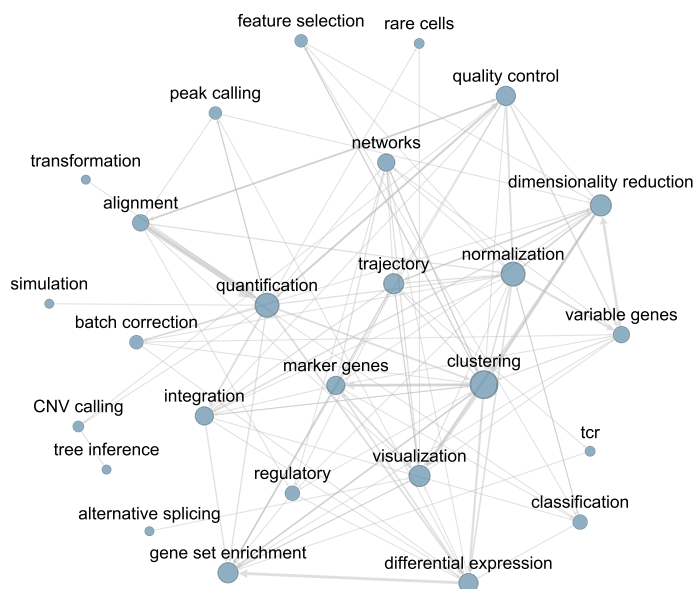 feature selection
rare cells
quality control
peak calling
networks
transformation
dimensionality reduction
alignment
normalization
trajectory
simulation
quantification
variable genes
batch correction
clustering
marker genes
integration
CNV calling
tcr
tree inference
visualization
regulatory
classification
alternative splicing
gene set enrichment
differential expression